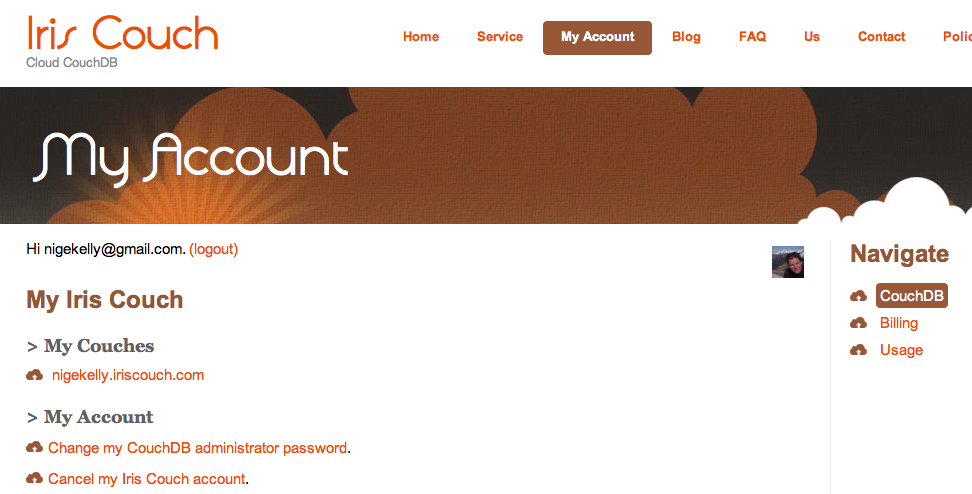 Iris Couch
Cloud CouchDB
Home Service My Account Blog FAQ Us Contact
My Account
Hi nigekelly@gmail.com. (logout)
My Iris Couch
> My Couches
nigekelly.iriscouch.com
> My Account
Change my CouchDB administrator password.
Cancel my Iris Couch account.
Navigate
CouchDB
Billing
Usage